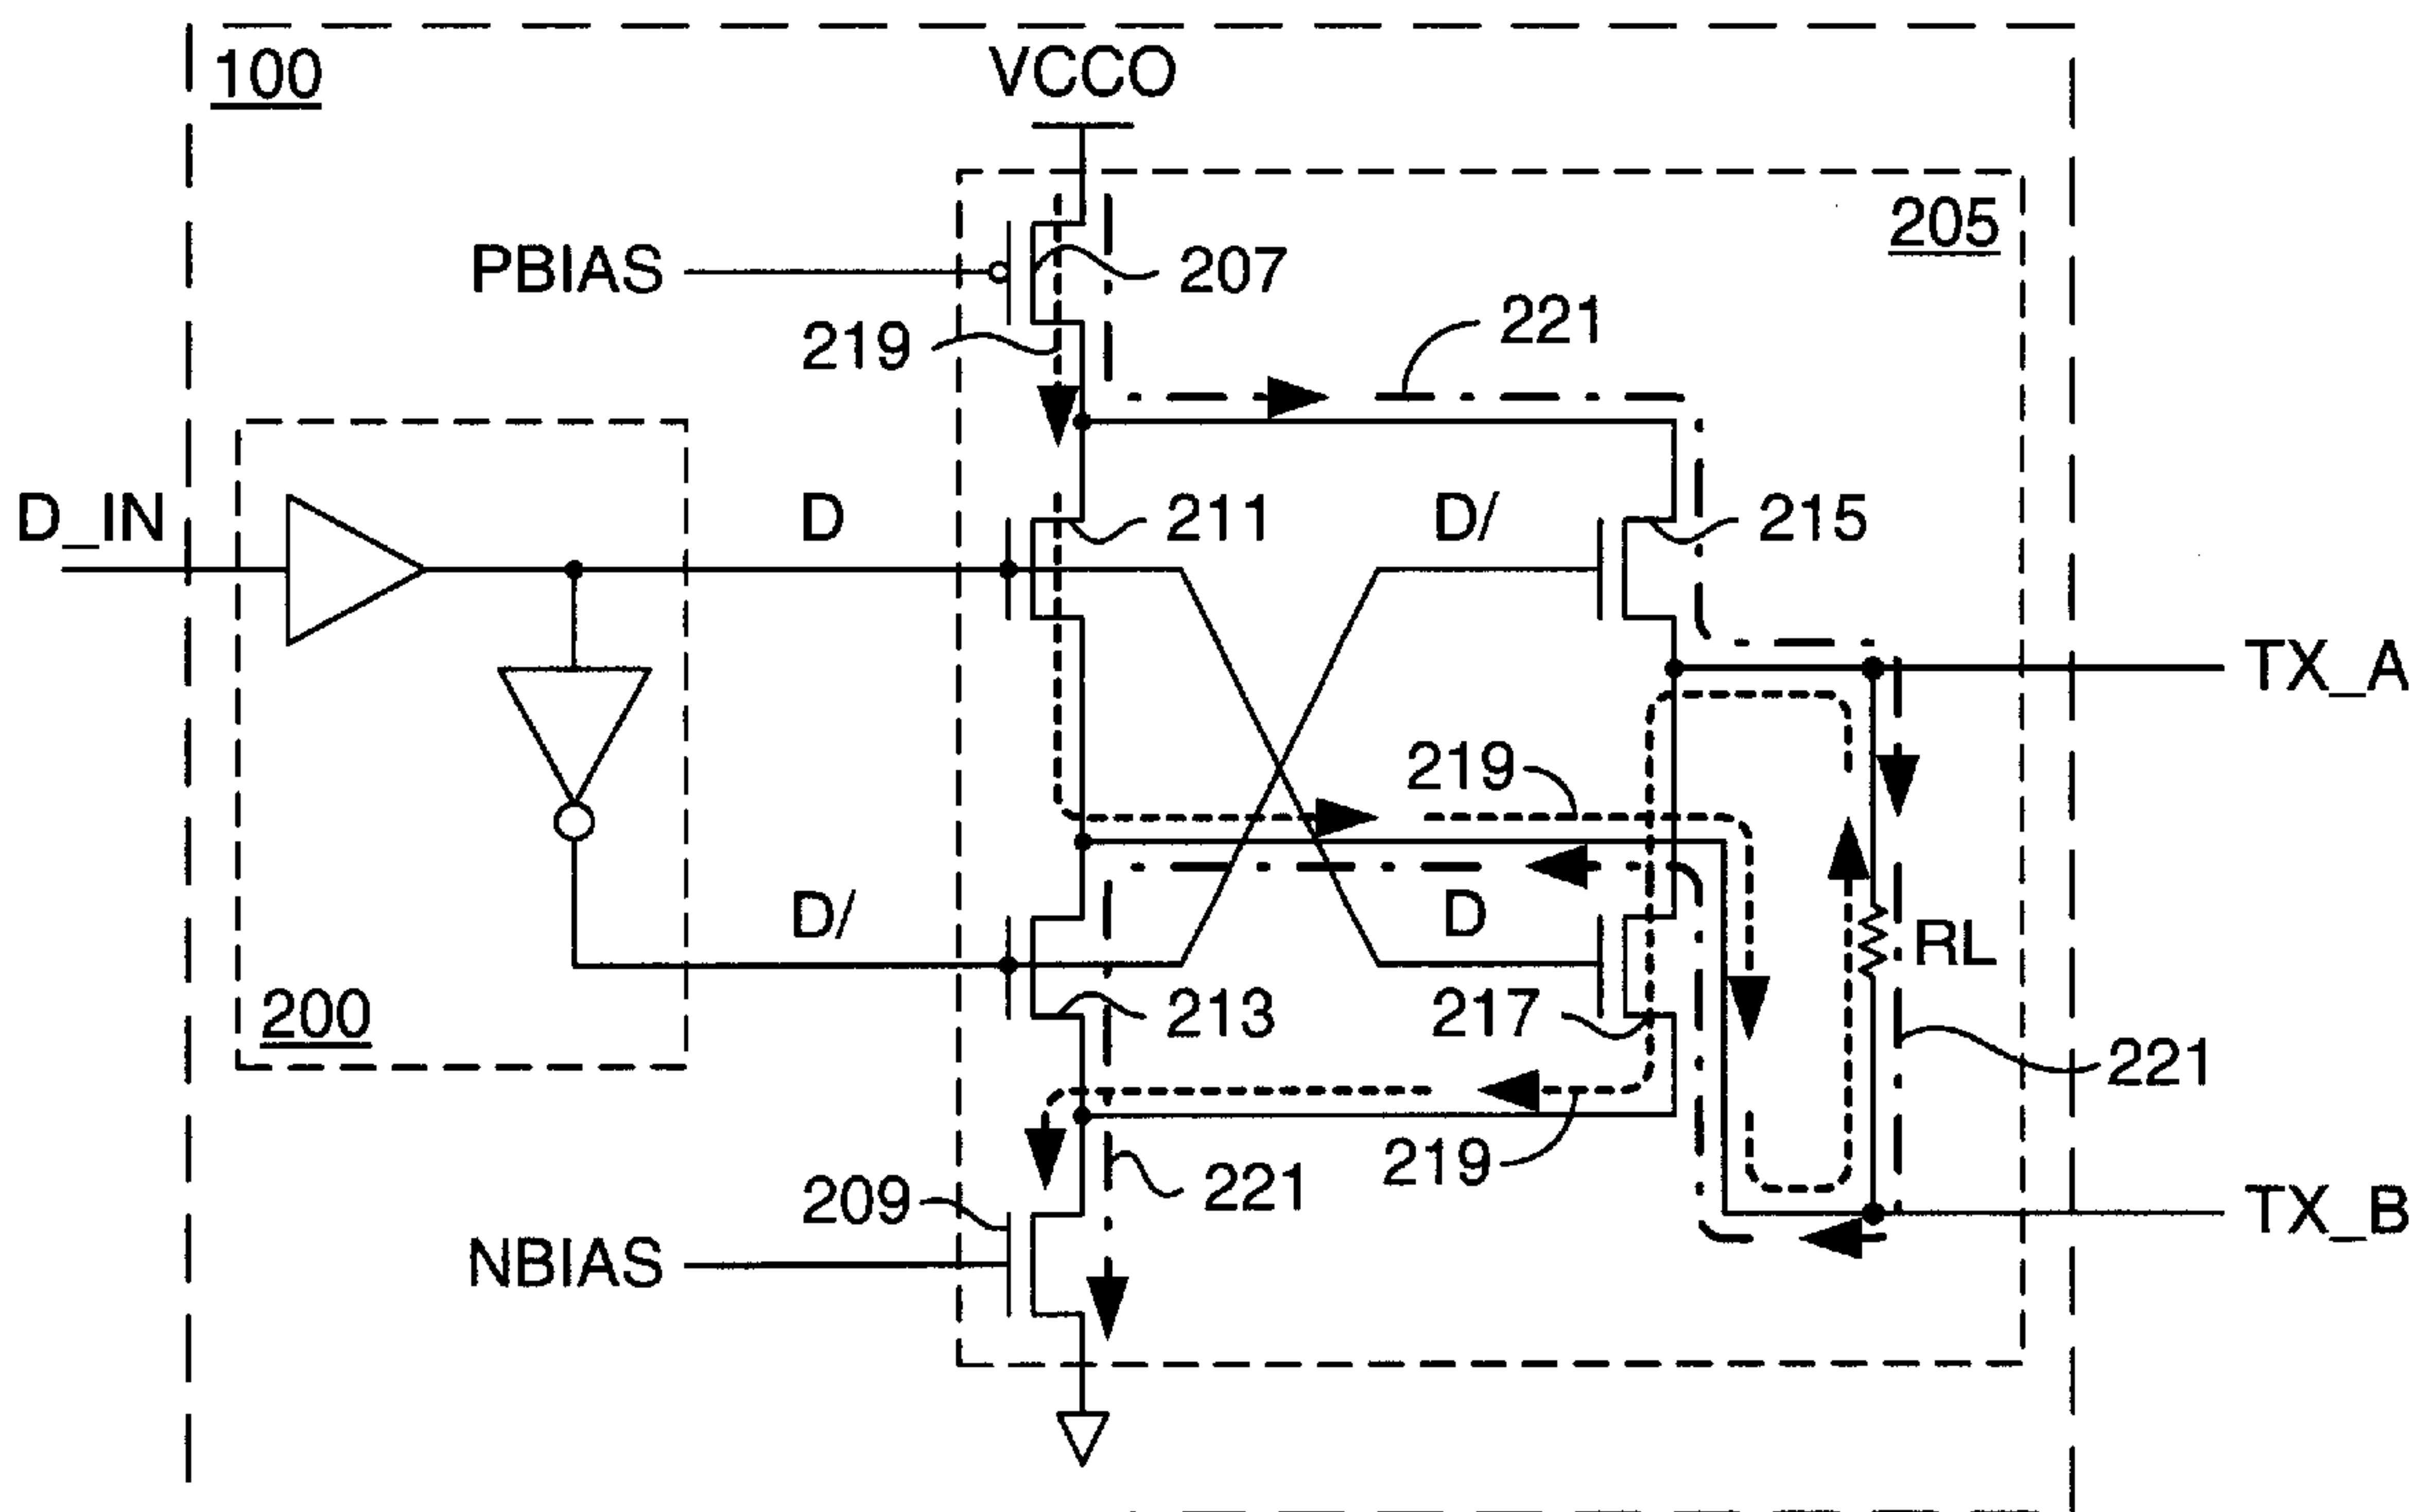 100
VCCO
205
PBIAS
207
219
221
D_IN
D
211
D/
215
TX_A
219
D/
D
RL
200
213
217
221
219
209
221
NBIAS
TX_B